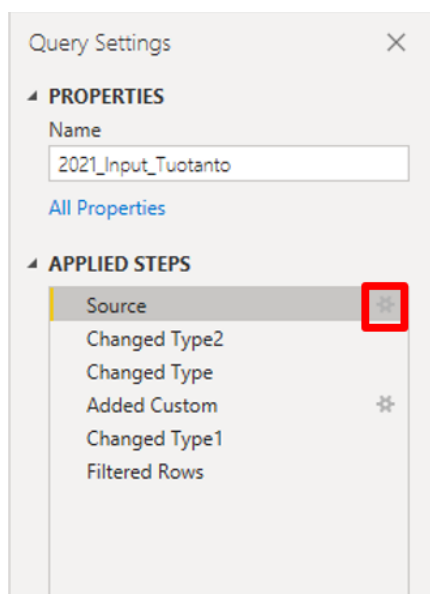 Query Settings
PROPERTIES
Name
2021_Input_Tuotanto
All Properties
APPLIED STEPS
Source
Changed Type2
Changed Type
Added Custom
Changed Type1
Filtered Rows